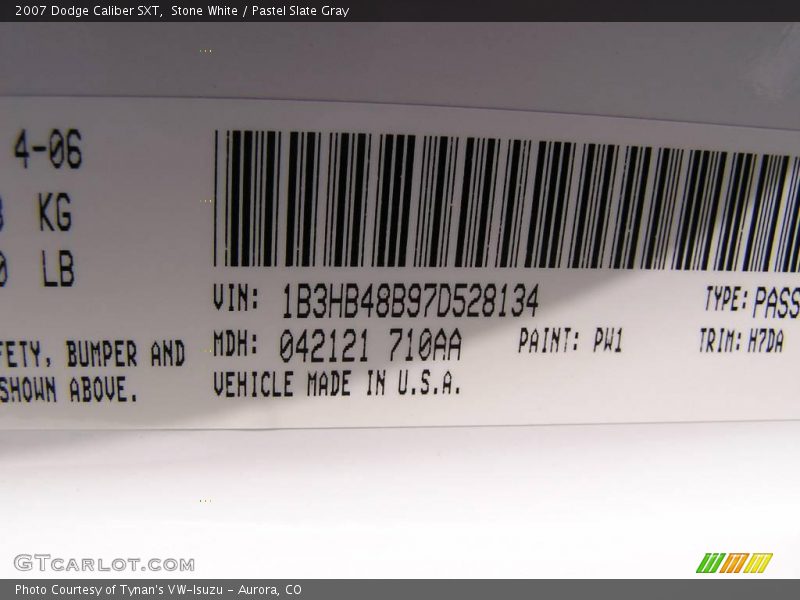 2007 Dodge Caliber SXT,  Stone White / Pastel Slate Gray
4-06
KG
LB
VIN: 1B3HB48B97D528134 TYPE: PASS
MDH: 042121 710AA PAINT: PW1 TRIM: H7DA
VEHICLE MADE IN U.S.A.
FETY, BUMPER AND
SHOWN ABOVE.
GTCARLOT.COM
Photo Courtesy of Tynan's VW-Isuzu - Aurora, CO